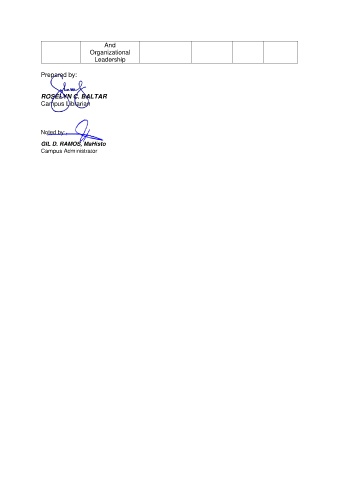 And
Organizational
Leadership
Prepared by:
ROSELYN C. BALTAR
Campus Librarian
Noted by:
GIL D. RAMOS, MaHisto
Campus Administrator